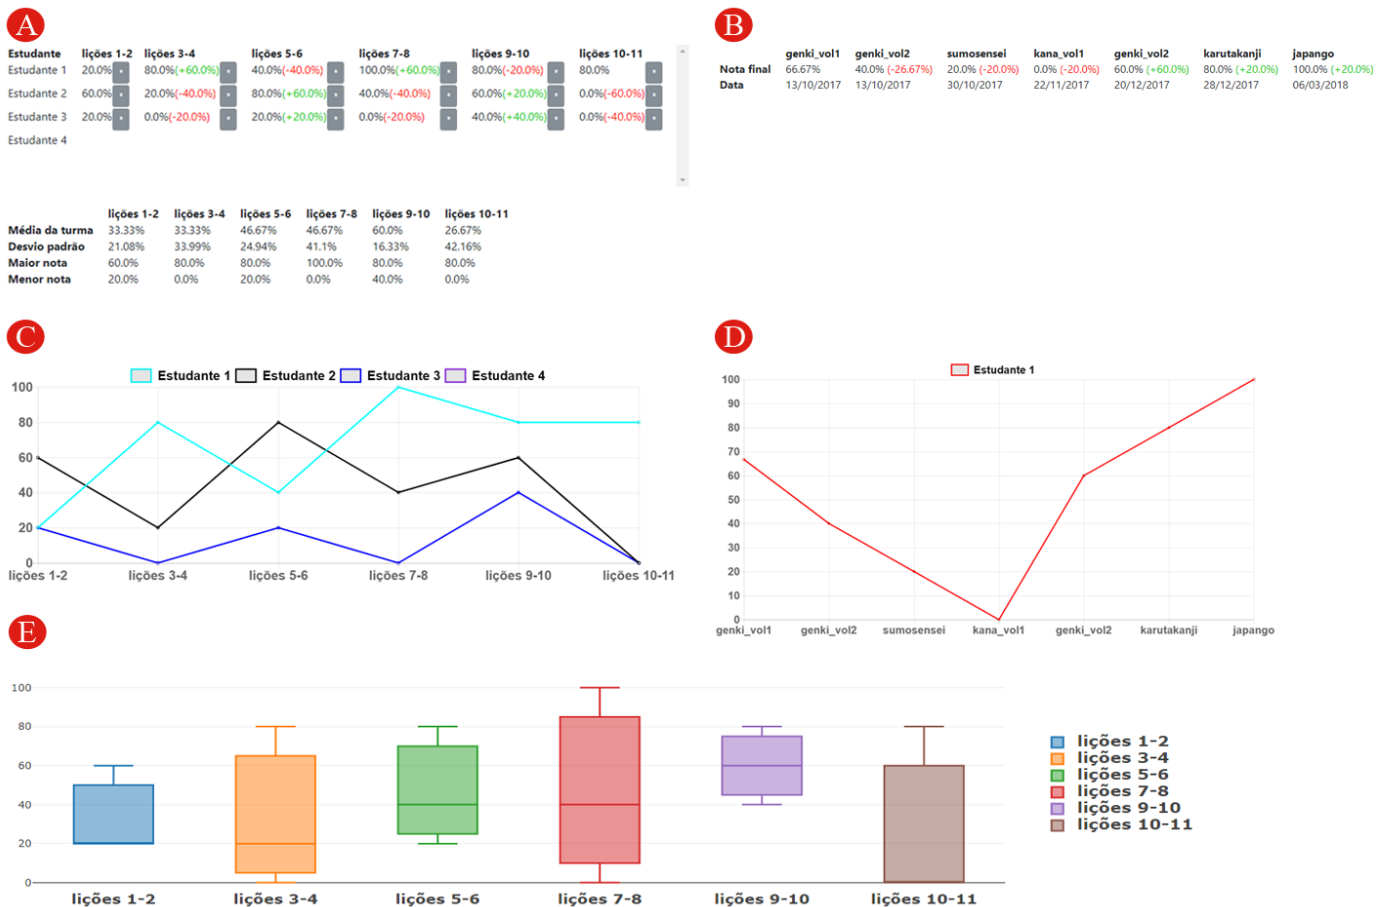 A
Estudante lições 1-2 lições 3-4 lições 5-6 lições 7-8 lições 9-10 lições 10-11
Estudante 1 20.0% 80.0%(+60.0%) 40.0%(-40.0%) 100.0%(+60.0%) 80.0%(-20.0%) 80.0%
Estudante 2 60.0% 20.0%(-40.0%) 80.0%(+60.0%) 40.0%(-40.0%) 60.0%(+20.0%) 0.0%(-60.0%)
Estudante 3 20.0% 0.0%(-20.0%) 20.0%(+20.0%) 0.0%(-20.0%) 40.0%(+40.0%) 0.0%(-40.0%)
Estudante 4
lições 1-2 lições 3-4 lições 5-6 lições 7-8 lições 9-10 lições 10-11
Média da turma 33.33% 33.33% 46.67% 46.67% 60.0% 26.67%
Desvio padrão 21.08% 33.99% 24.94% 41.1% 16.33% 42.16%
Maior nota 60.0% 80.0% 80.0% 100.0% 80.0% 80.0%
Menor nota 20.0% 0.0% 20.0% 0.0% 40.0% 0.0%
B
genki_vol1 genki_vol2 sumosensei kana_vol1 genki_vol2 karutakanji japango
Nota final 66.67% 40.0% (-26.67%) 20.0% (-20.0%) 0.0% (-20.0%) 60.0% (+60.0%) 80.0% (+20.0%) 100.0% (+20.0%)
Data 13/10/2017 13/10/2017 30/10/2017 22/11/2017 20/12/2017 28/12/2017 06/03/2018
C
Estudante 1 Estudante 2 Estudante 3 Estudante 4
100
80
60
40
20
0
lições 1-2 lições 3-4 lições 5-6 lições 7-8 lições 9-10 lições 10-11
D
Estudante 1
100
90
80
70
60
50
40
30
20
10
0
genki_vol1 genki_vol2 sumosensei kana_vol1 genki_vol2 karutakanji japango
E
100
80
60
40
20
0
lições 1-2 lições 3-4 lições 5-6 lições 7-8 lições 9-10 lições 10-11
lições 1-2
lições 3-4
lições 5-6
lições 7-8
lições 9-10
lições 10-11